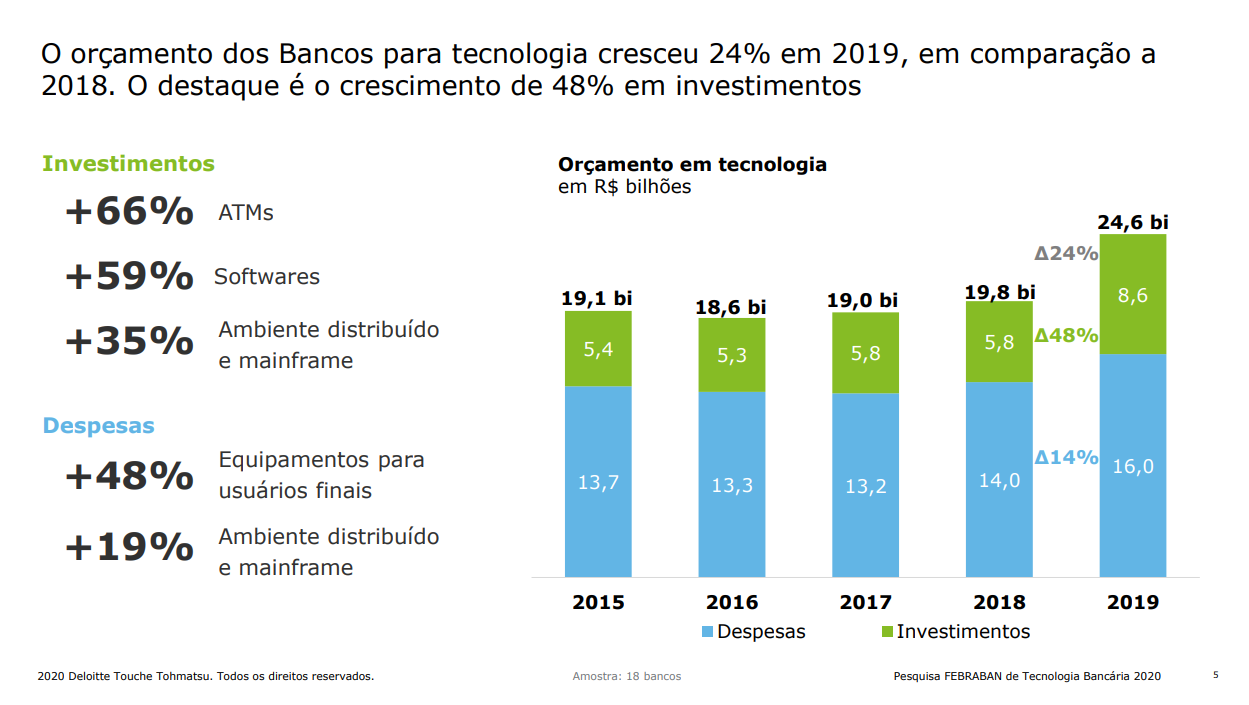 O orçamento dos Bancos para tecnologia cresceu 24% em 2019, em comparação a
2018. O destaque é o crescimento de 48% em investimentos
Investimentos
+66% ATMs
+59% Softwares
+35% Ambiente distribuído
e mainframe
Despesas
+48% Equipamentos para
usuários finais
+19% Ambiente distribuído
e mainframe
Orçamento em tecnologia
em R$ bilhões
19,1 bi
18,6 bi
19,0 bi
19,8 bi
24,6 bi
Δ24%
5,4
5,3
5,8
5,8
Δ48%
8,6
13,7
13,3
13,2
14,0
Δ14%
16,0
2015
2016
2017
2018
2019
Despesas
Investimentos
2020 Deloitte Touche Tohmatsu. Todos os direitos reservados.
Amostra: 18 bancos
Pesquisa FEBRABAN de Tecnologia Bancária 2020
5